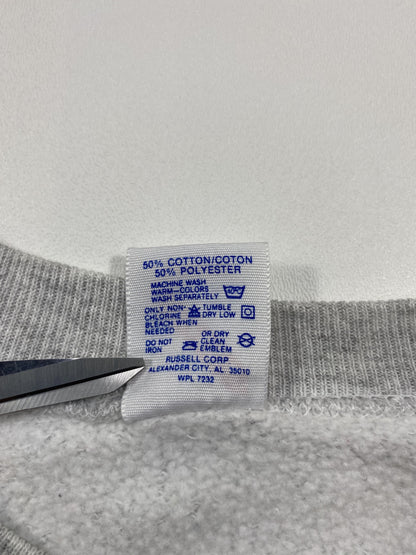 50% COTTON/COTON
50% POLYESTER
MACHINE WASH
WARM-COLORS
WASH SEPARATELY
ONLY NON-
CHLORINE
BLEACH WHEN
NEEDED
TUMBLE
DRY LOW
DO NOT
IRON
OR DRY
CLEAN
EMBLEM
RUSSELL CORP.
ALEXANDER CITY, AL 35010
WPL 7232